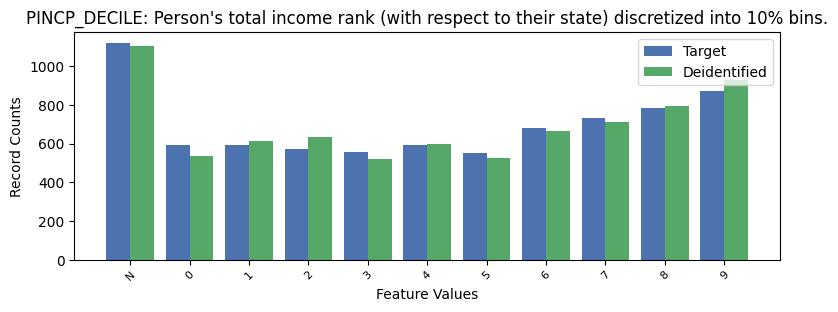 PINCP_DECILE: Person's total income rank (with respect to their state) discretized into 10% bins.
Target
Deidentified
Record Counts
1000
800
600
400
200
0
N 0 1 2 3 4 5 6 7 8 9
Feature Values